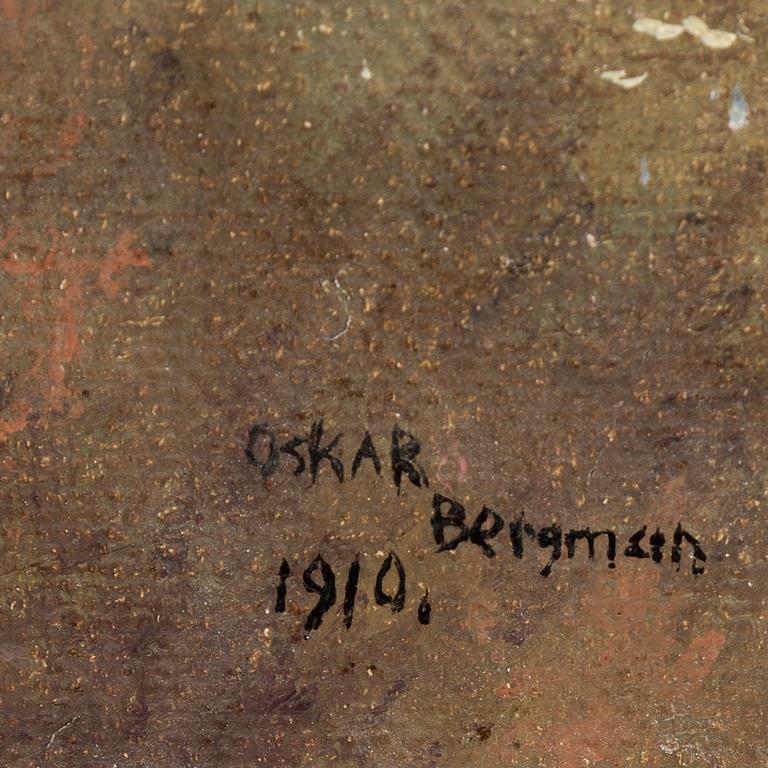 OSKAR
Bergman
1910.